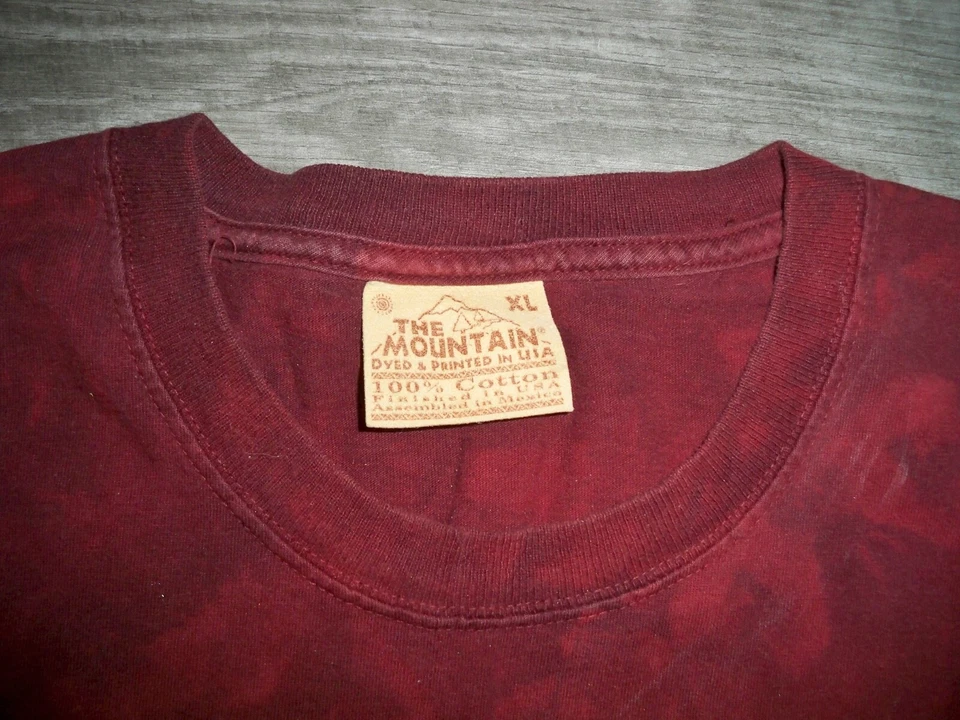 XL
THE
MOUNTAIN®
DYED & PRINTED IN USA
100% Cotton
Finished in USA
Assembled in Mexico